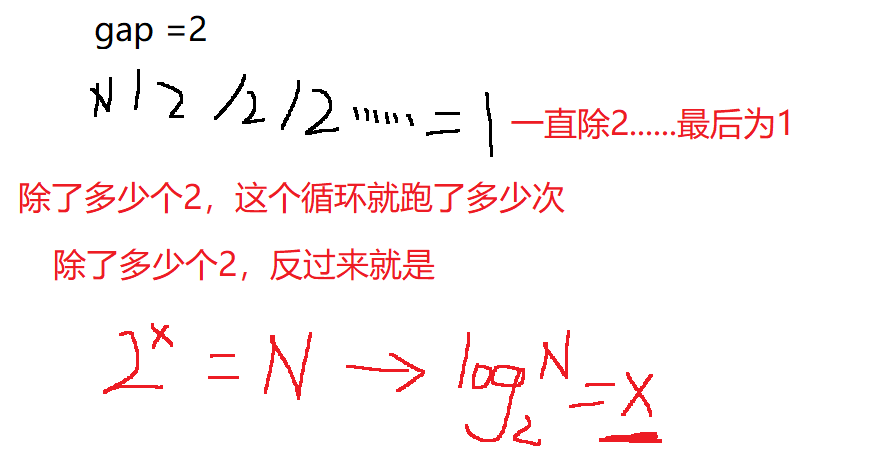 gap =2
N/2/2/2......=1 一直除2......最后为1
除了多少个2，这个循环就跑了多少次
除了多少个2，反过来就是
2^x = N → log₂N = x